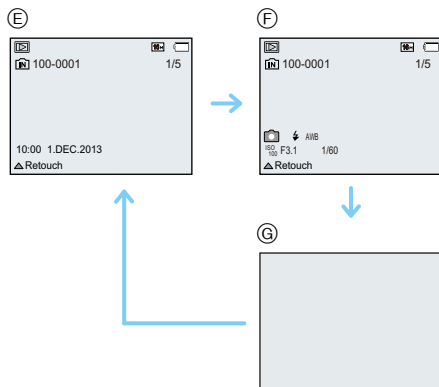 E
F
100-0001 1/5
10:00 1.DEC.2013
Retouch
100-0001 1/5
AWB
ISO 100 F3.1 1/60
Retouch
G